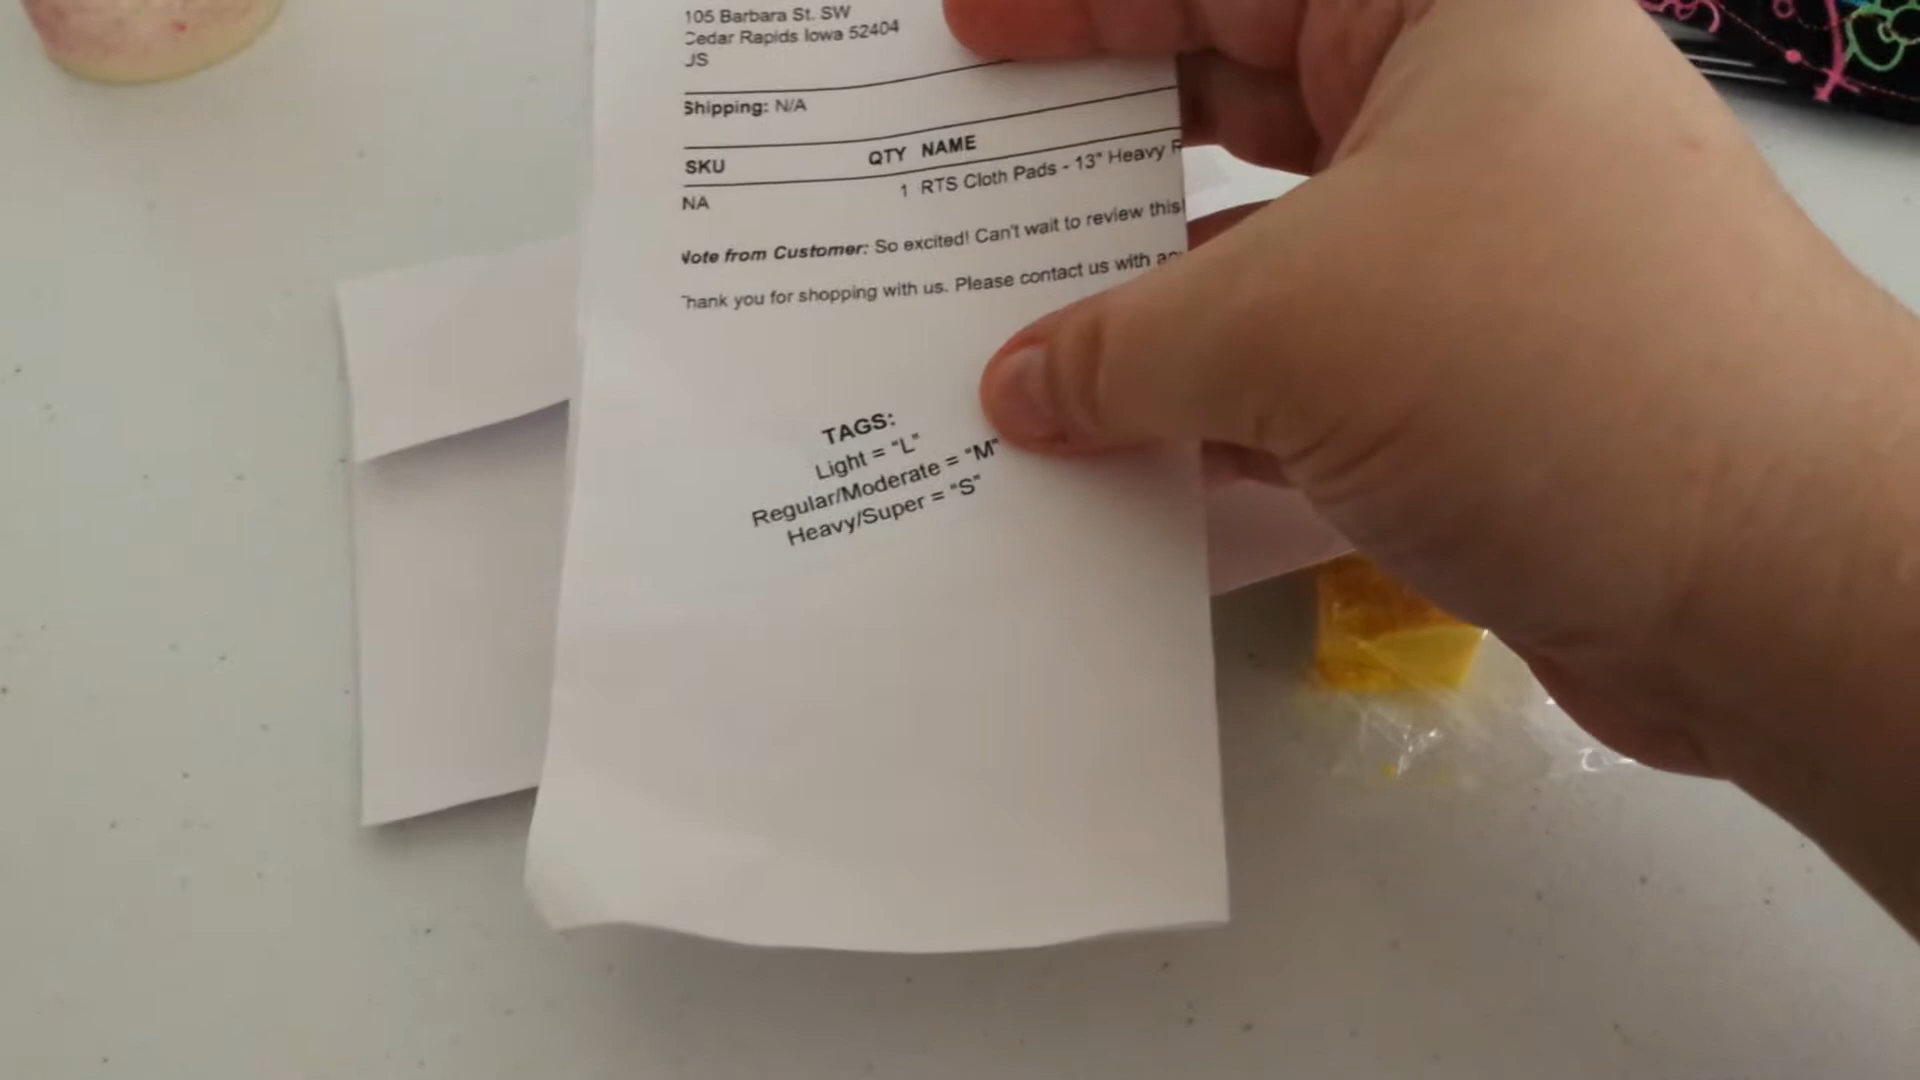 105 Barbara St. SW
Cedar Rapids Iowa 52404
US
Shipping: N/A
SKU QTY NAME
NA 1 RTS Cloth Pads - 13" Heavy
Note from Customer: So excited! Can't wait to review this!
Thank you for shopping with us. Please contact us with
TAGS:
Light = "L"
Regular/Moderate = "M"
Heavy/Super = "S"